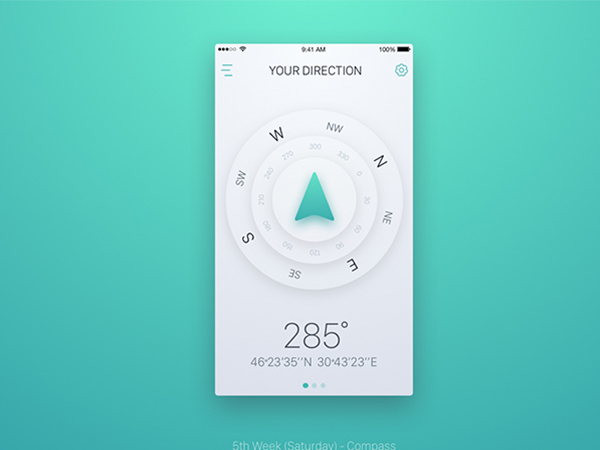 9:41 AM 100%
YOUR DIRECTION
NW
W N
300
270 330
240 0
SW
210 30
NE
180 60
150 90
120
S E
SE
285°
46°23'35''N 30°43'23''E
5th Week (Saturday) - Compass